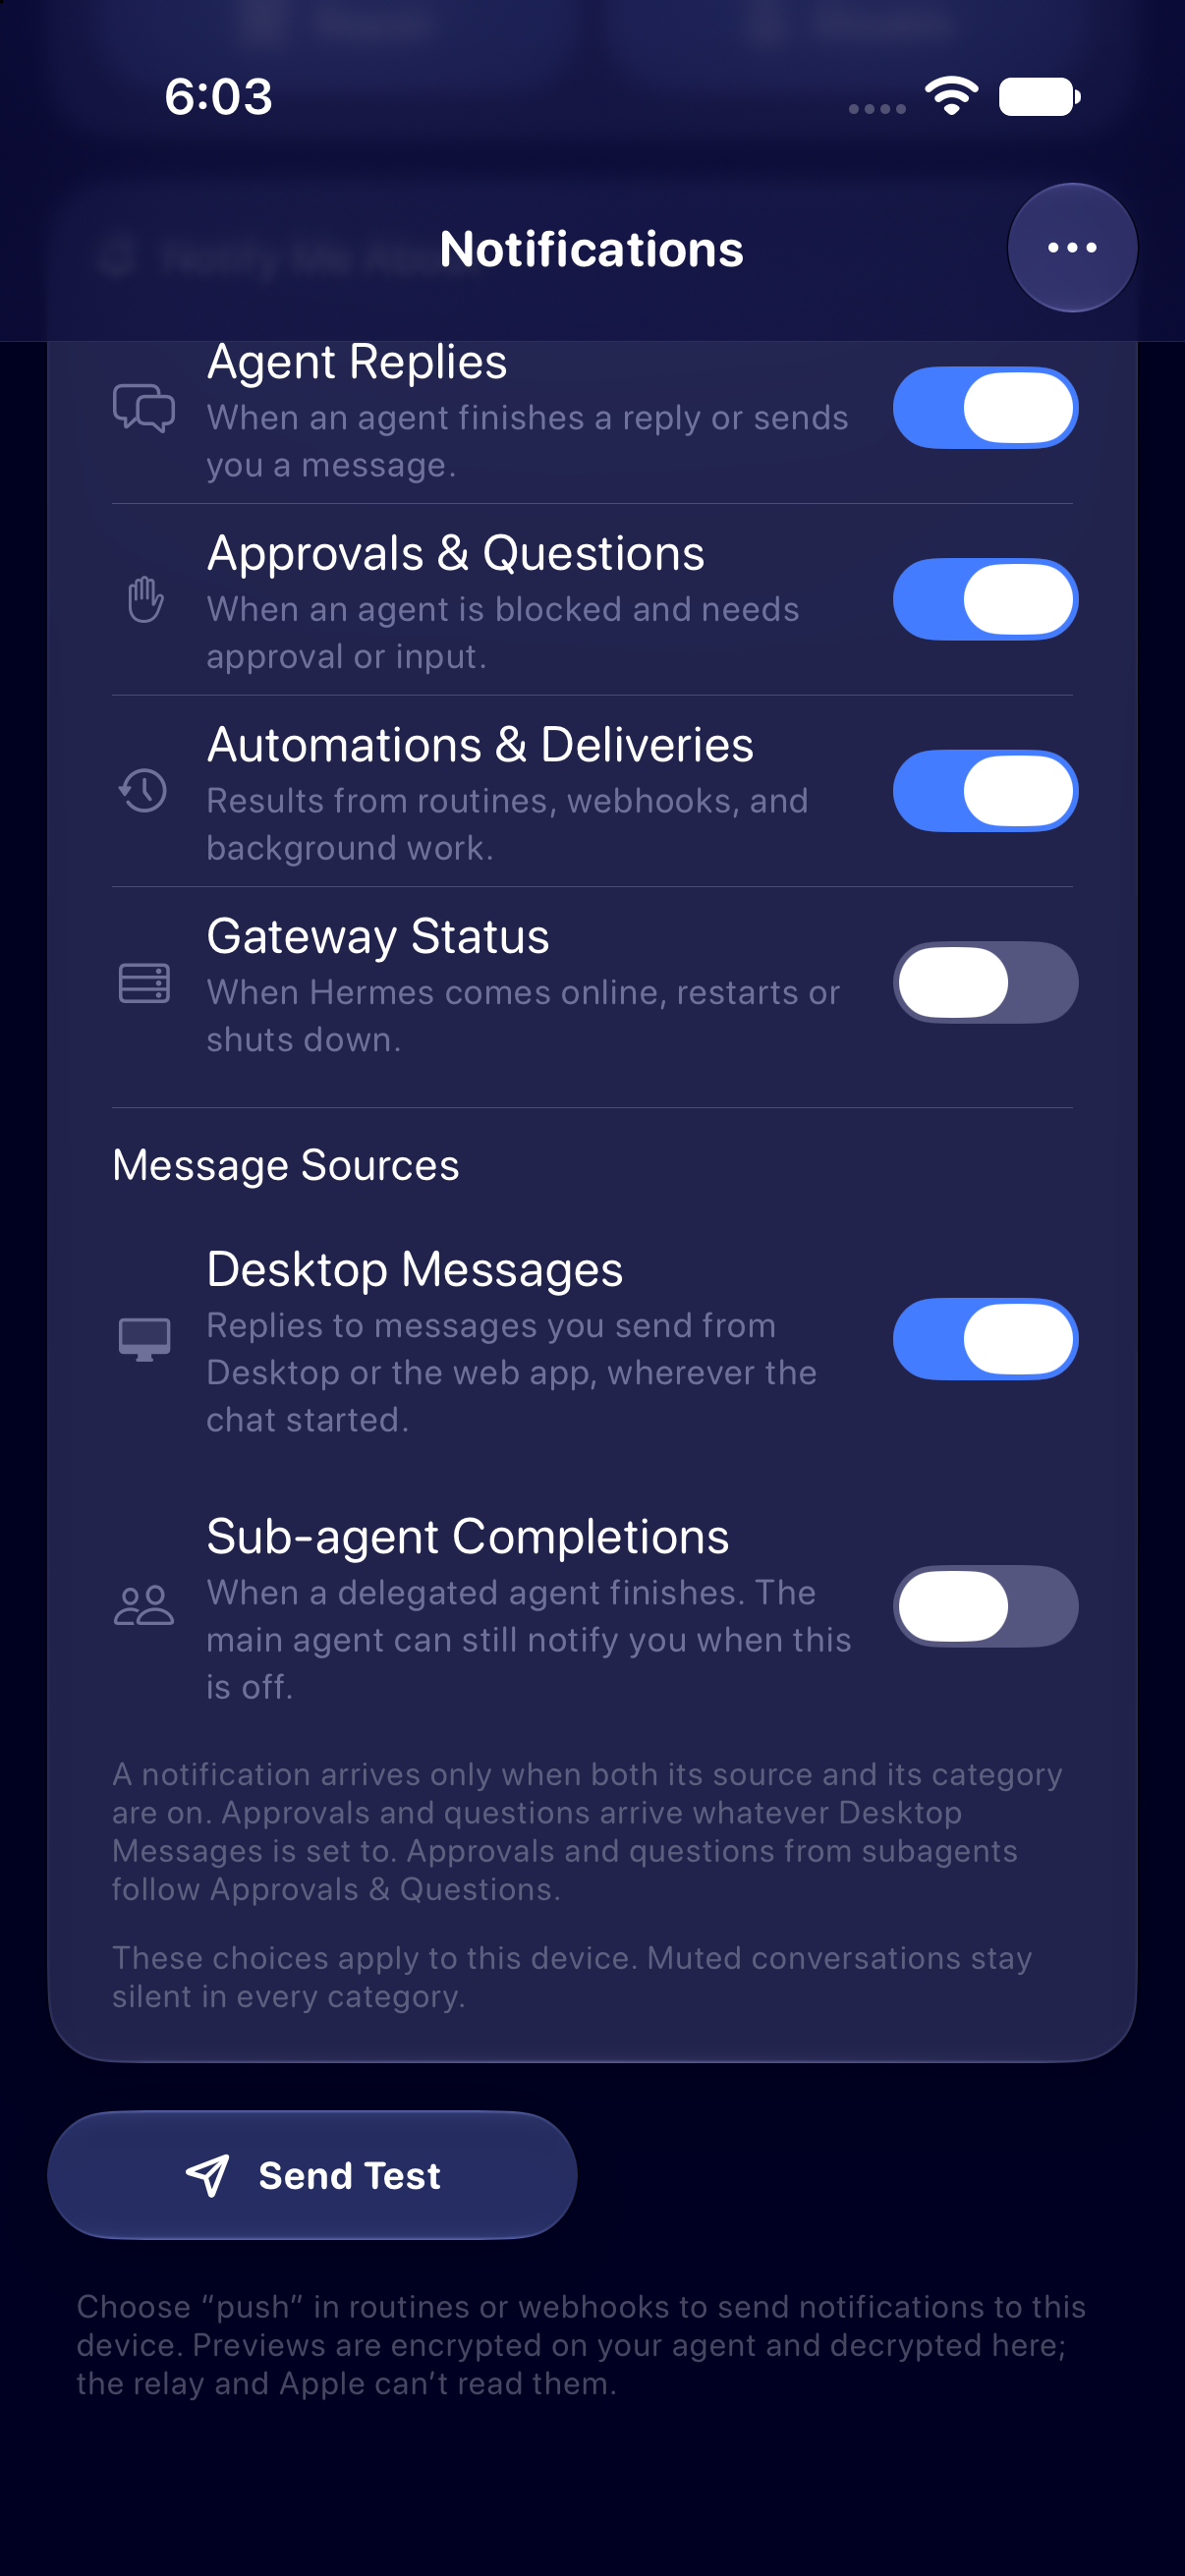 6:03
Notifications
Agent Replies
When an agent finishes a reply or sends
you a message.
Approvals & Questions
When an agent is blocked and needs
approval or input.
Automations & Deliveries
Results from routines, webhooks, and
background work.
Gateway Status
When Hermes comes online, restarts or
shuts down.
Message Sources
Desktop Messages
Replies to messages you send from
Desktop or the web app, wherever the
chat started.
Sub-agent Completions
When a delegated agent finishes. The
main agent can still notify you when this
is off.
A notification arrives only when both its source and its category
are on. Approvals and questions arrive whatever Desktop
Messages is set to. Approvals and questions from subagents
follow Approvals & Questions.
These choices apply to this device. Muted conversations stay
silent in every category.
Send Test
Choose “push” in routines or webhooks to send notifications to this
device. Previews are encrypted on your agent and decrypted here;
the relay and Apple can’t read them.